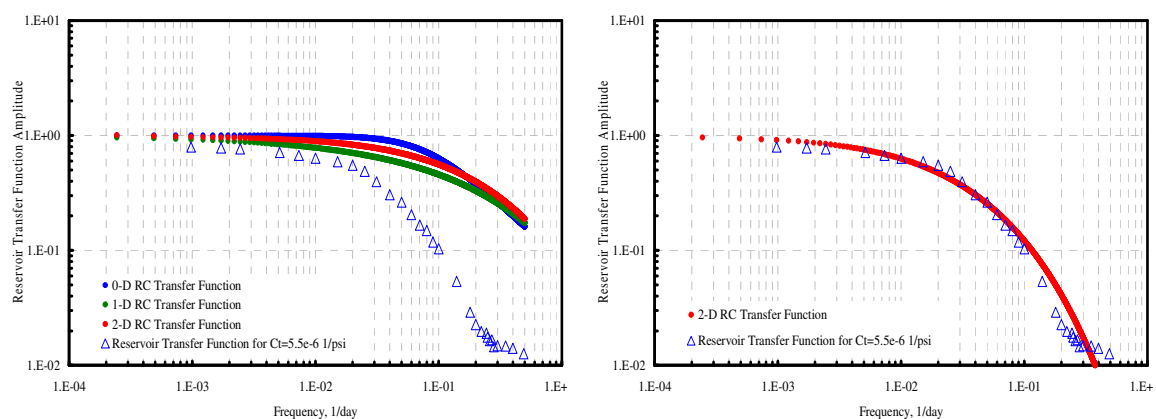 1.E+01
1.E+00
1.E-01
1.E-02
Reservoir Transfer Function Amplitude
0-D RC Transfer Function
1-D RC Transfer Function
2-D RC Transfer Function
Reservoir Transfer Function for Ct=5.5e-6 1/psi
1.E-04
1.E-03
1.E-02
1.E-01
1.E+
Frequency, 1/day
1.E+01
1.E+00
1.E-01
1.E-02
Reservoir Transfer Function Amplitude
2-D RC Transfer Function
Reservoir Transfer Function for Ct=5.5e-6 1/psi
1.E-04
1.E-03
1.E-02
1.E-01
1.E+
Frequency, 1/day